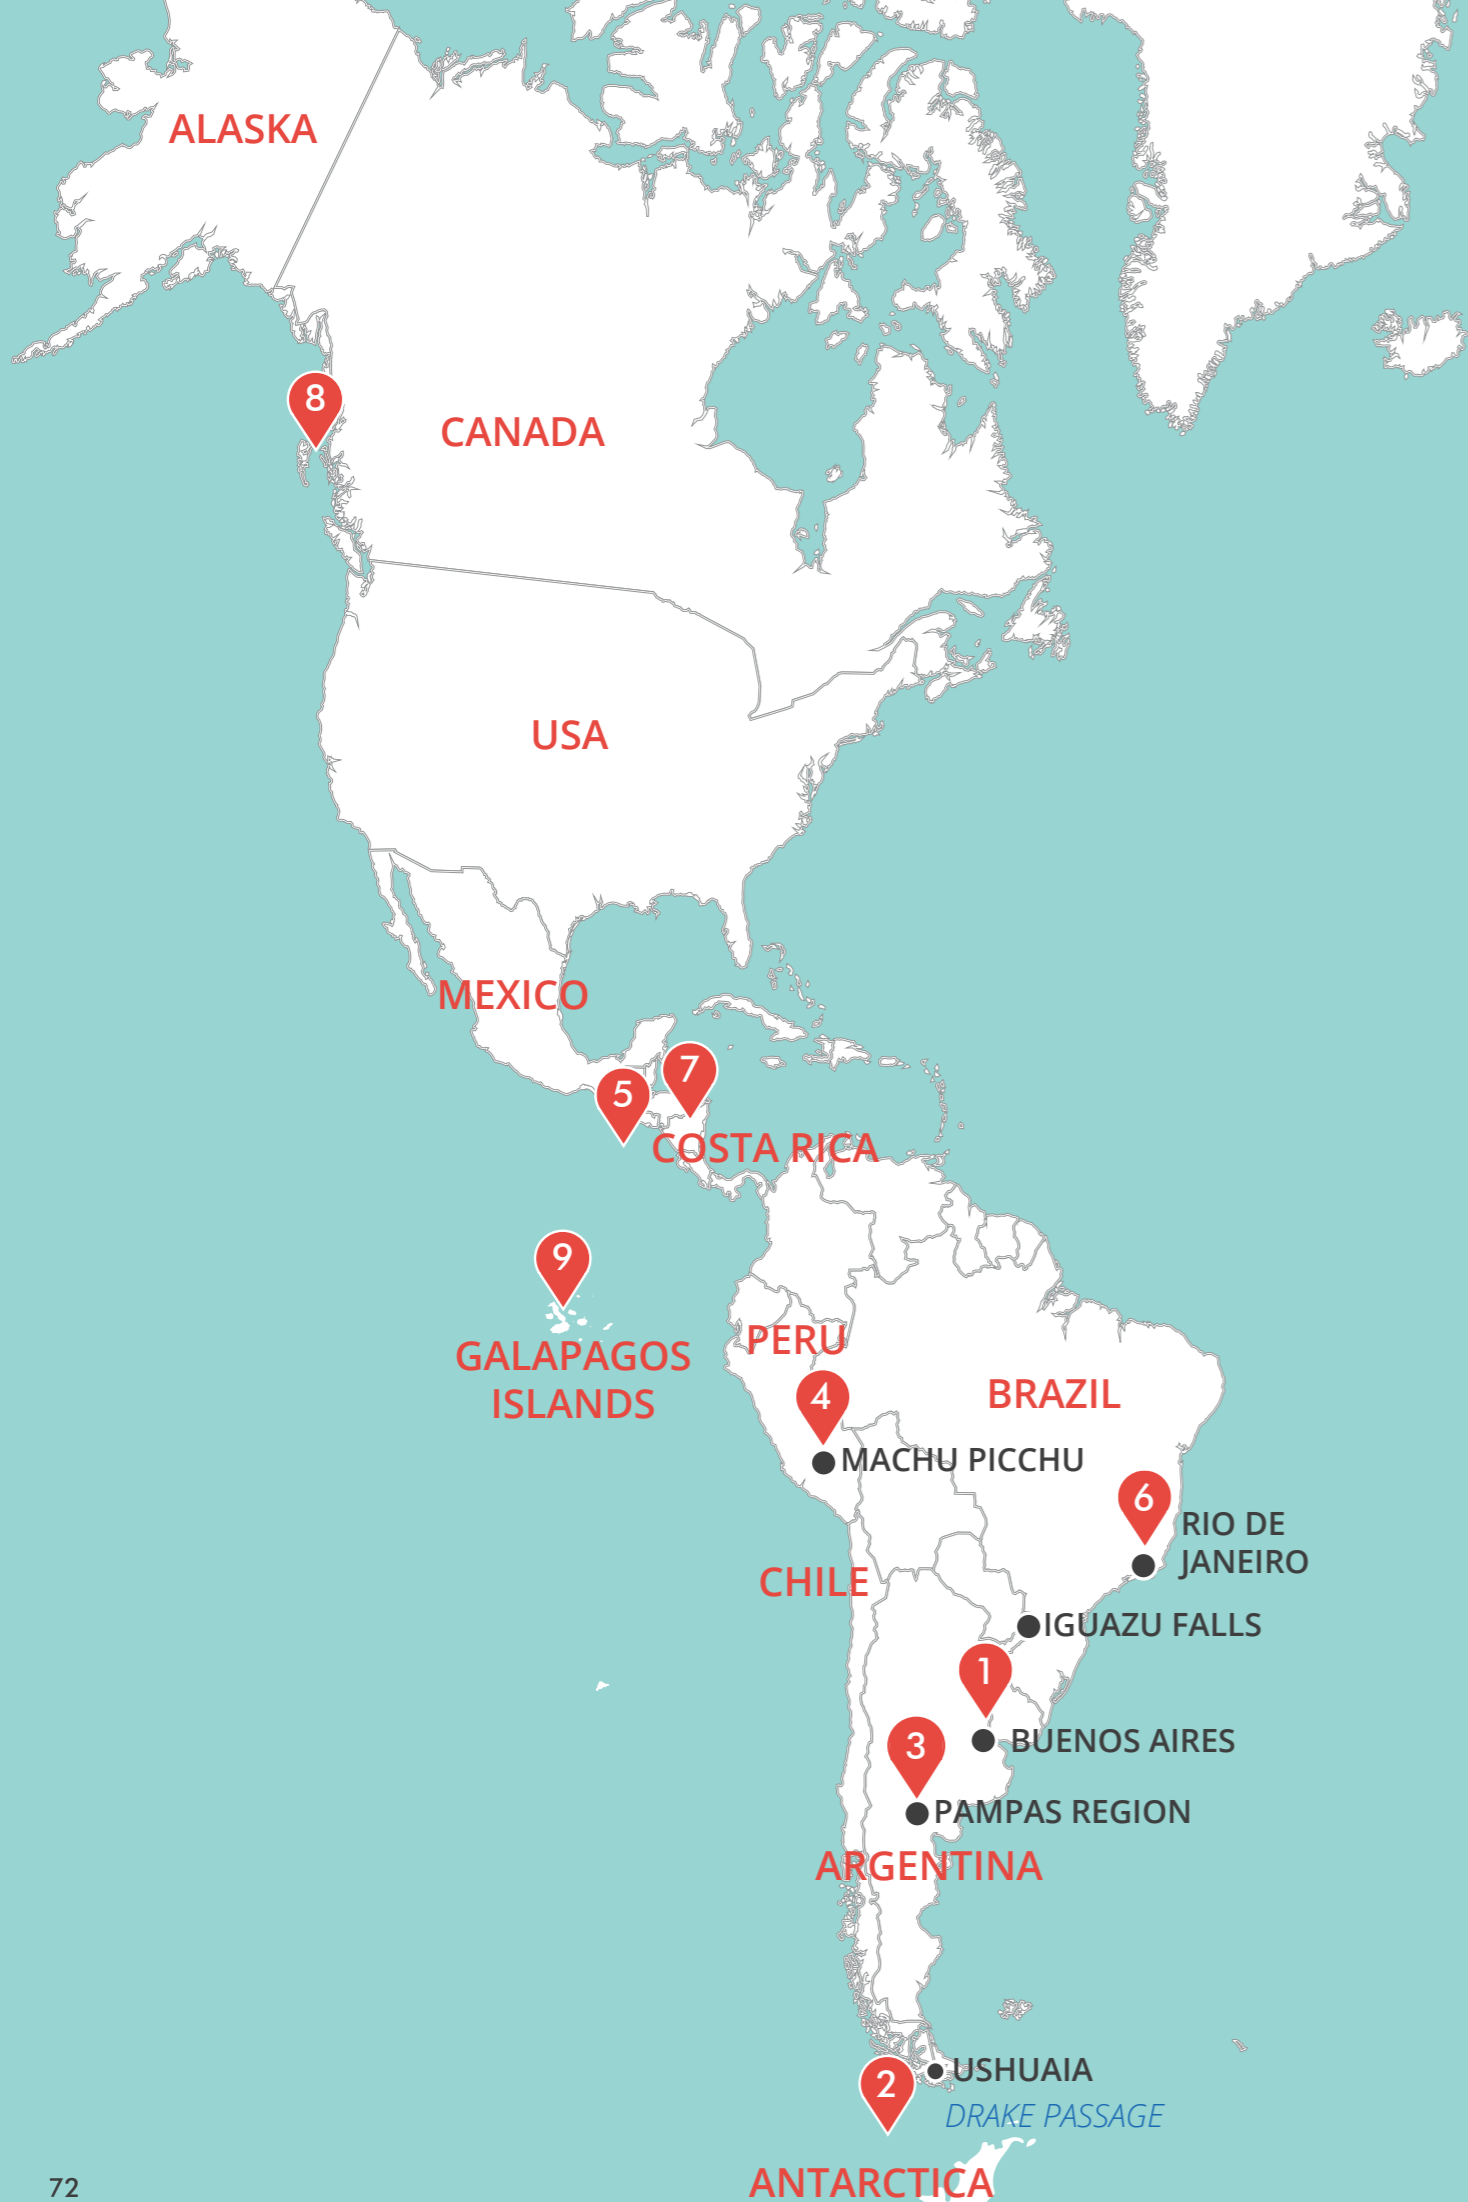 ALASKA
8
CANADA
USA
MEXICO
7
5
COSTA RICA
9
GALAPAGOS
ISLANDS
PERU
4
BRAZIL
MACHU PICCHU
6
RIO DE
JANEIRO
CHILE
IGUAZU FALLS
1
BUENOS AIRES
3
PAMPAS REGION
ARGENTINA
USHUAIA
2
DRAKE PASSAGE
ANTARCTICA
72